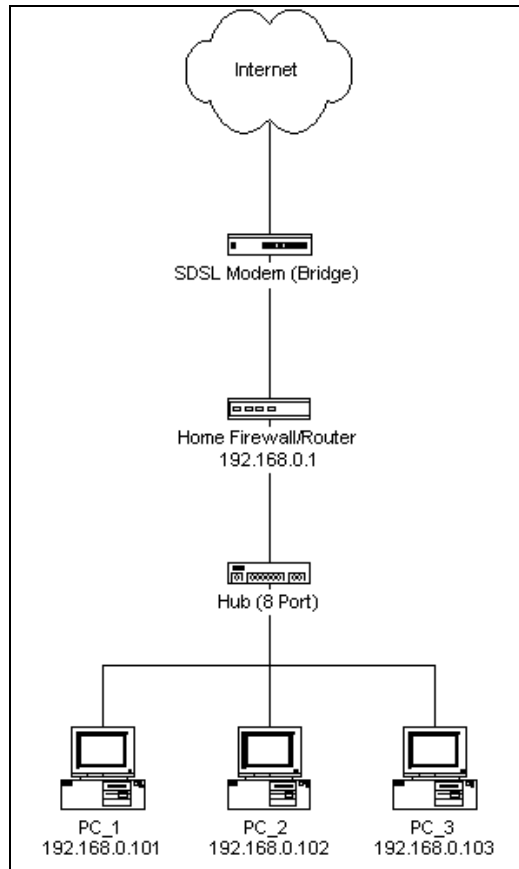 Internet
SDSL Modem (Bridge)
Home Firewall/Router
192.168.0.1
Hub (8 Port)
PC_1
192.168.0.101
PC_2
192.168.0.102
PC_3
192.168.0.103